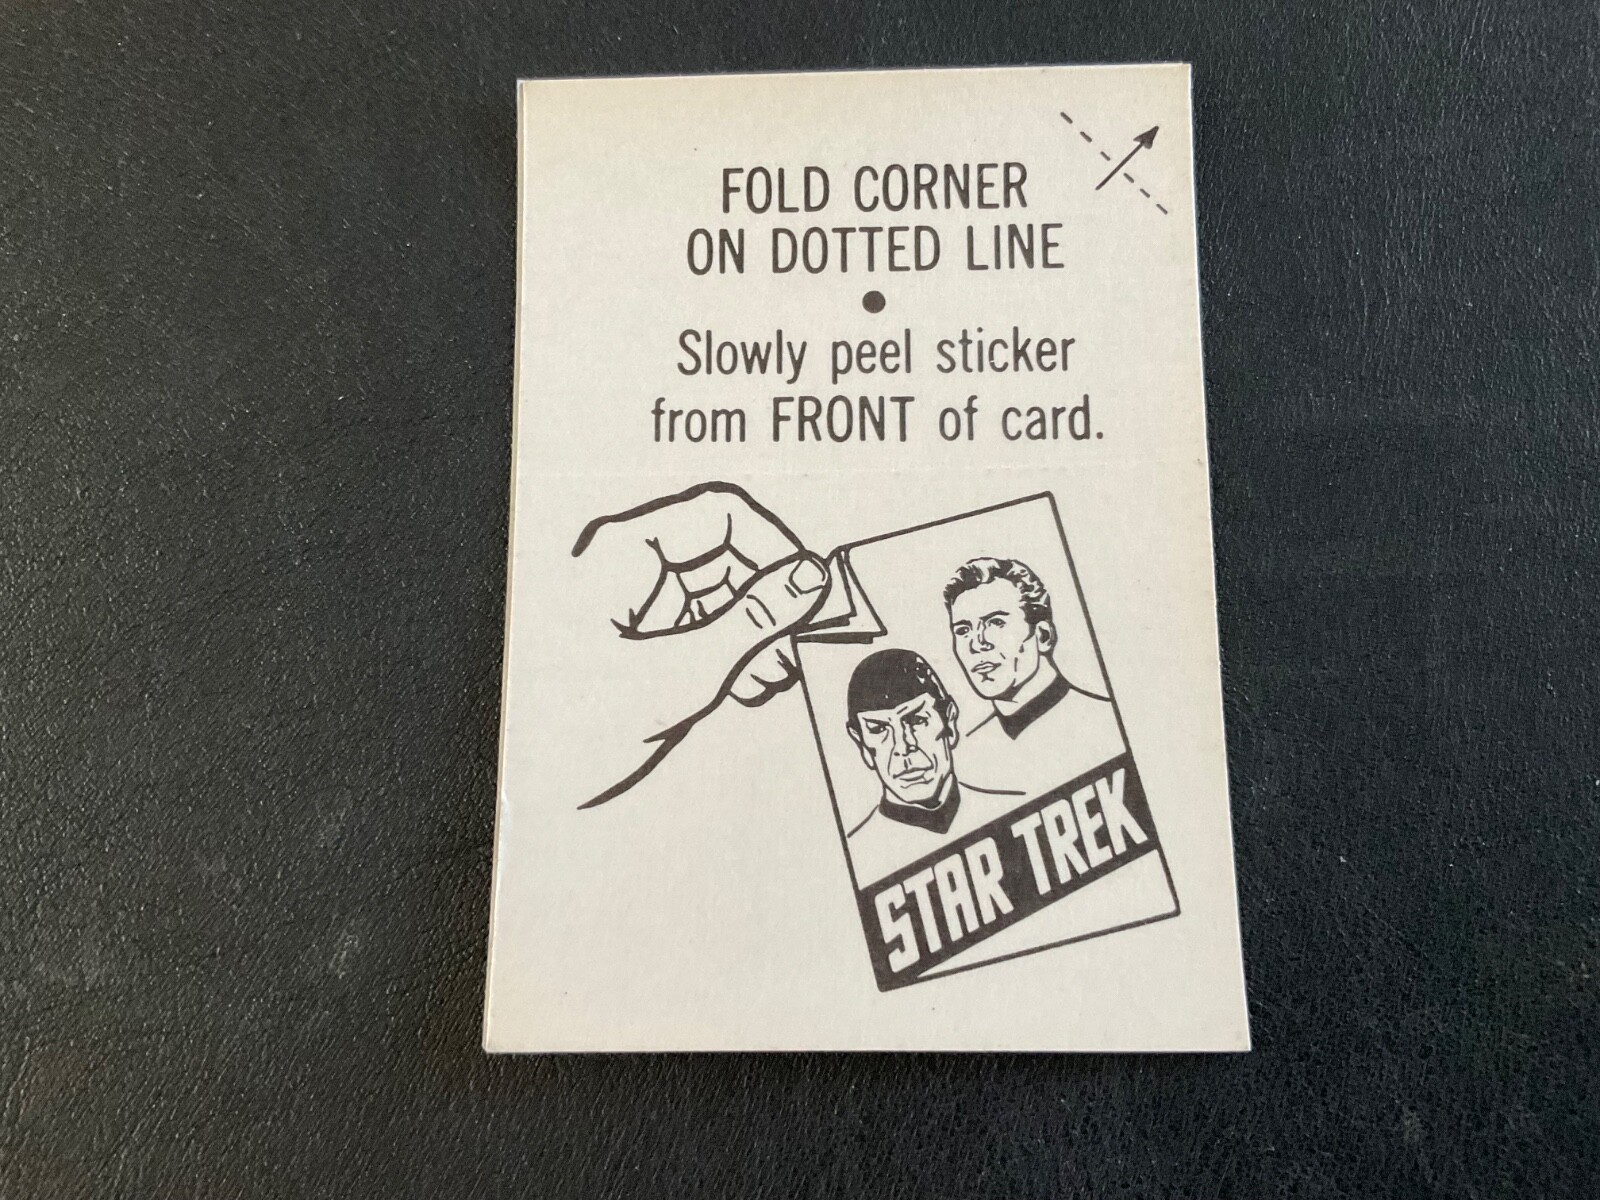 FOLD CORNER
ON DOTTED LINE
Slowly peel sticker
from FRONT of card.
STAR TREK